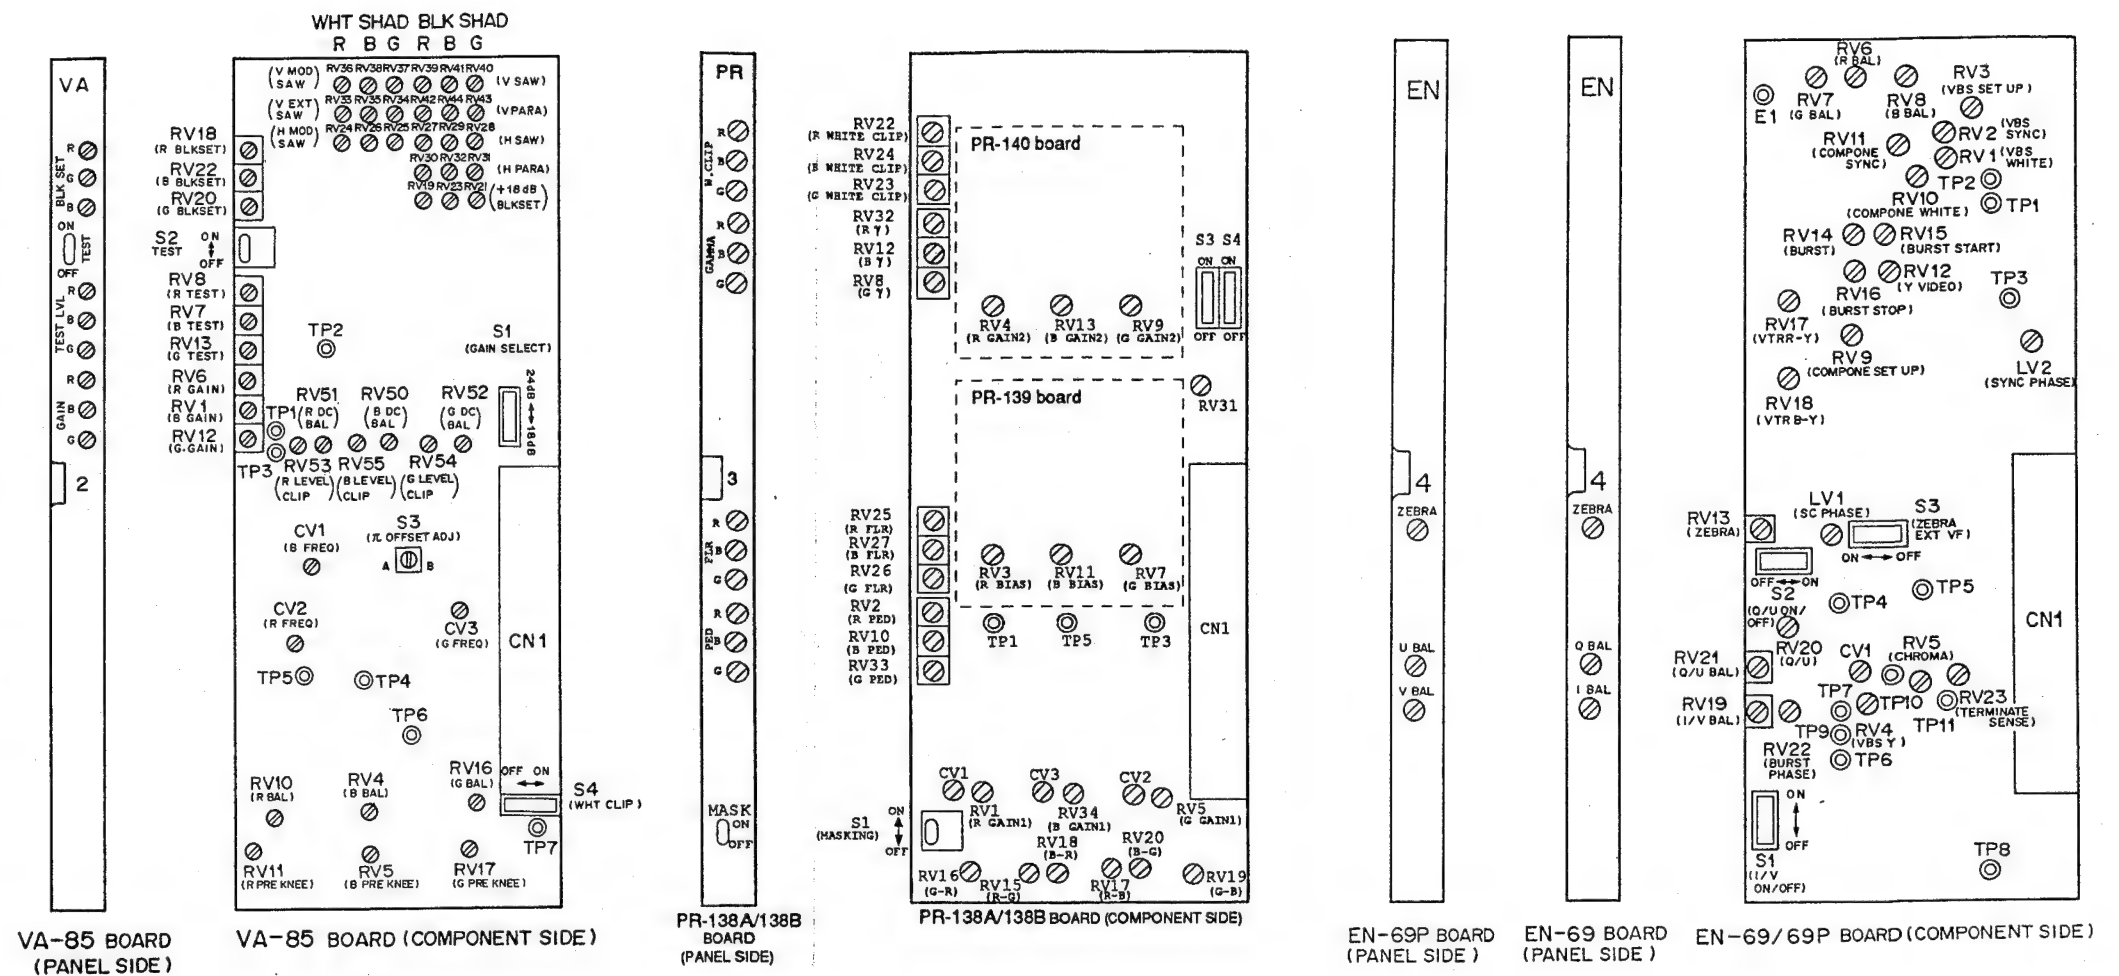 VA
R
G
B
BLK SET
ON
TEST
OFF
R
B
G
TEST LVL
R
B
G
GAIN
2
VA-85 BOARD
(PANEL SIDE)
WHT SHAD BLK SHAD
R B G R B G
(V MOD SAW) RV36 RV38 RV37 RV39 RV41 RV40 (V SAW)
(V EXT SAW) RV33 RV35 RV34 RV42 RV44 RV43 (V PARA)
(H MOD SAW) RV24 RV26 RV25 RV27 RV29 RV28 (H SAW)
RV30 RV32 RV31 (H PARA)
RV19 RV23 RV21 (+18dB BLKSET)
RV18
(R BLKSET)
RV22
(B BLKSET)
RV20
(G BLKSET)
S2
TEST
ON
OFF
RV8
(R TEST)
RV7
(B TEST)
RV13
(G TEST)
RV6
(R GAIN)
RV1
(B GAIN)
RV12
(G.GAIN)
TP2
S1
(GAIN SELECT)
24dB
18dB
TP1
RV51
(R DC BAL)
RV50
(B DC BAL)
RV52
(G DC BAL)
TP3
RV53
(R LEVEL CLIP)
RV55
(B LEVEL CLIP)
RV54
(G LEVEL CLIP)
CV1
(B FREQ)
S3
(π OFFSET ADJ)
A B
CV2
(R FREQ)
CV3
(G FREQ)
CN1
TP5
TP4
TP6
RV10
(R BAL)
RV4
(B BAL)
RV16
(G BAL)
OFF ON
S4
(WHT CLIP)
TP7
RV11
(R PRE KNEE)
RV5
(B PRE KNEE)
RV17
(G PRE KNEE)
VA-85 BOARD (COMPONENT SIDE)
PR
R
B
G
W.CLIP
R
B
G
GAMMA
3
R
B
G
FLR
R
B
G
PED
MASK
ON
OFF
PR-138A/138B
BOARD
(PANEL SIDE)
RV22
(R WHITE CLIP)
RV24
(B WHITE CLIP)
RV23
(G WHITE CLIP)
RV32
(R γ)
RV12
(B γ)
RV8
(G γ)
PR-140 board
RV4
(R GAIN2)
RV13
(B GAIN2)
RV9
(G GAIN2)
S3 S4
ON ON
OFF OFF
RV31
PR-139 board
RV25
(R FLR)
RV27
(B FLR)
RV26
(G FLR)
RV2
(R PED)
RV10
(B PED)
RV33
(G PED)
RV3
(R BIAS)
RV11
(B BIAS)
RV7
(G BIAS)
TP1
TP5
TP3
CN1
CV1
CV3
CV2
RV1
(R GAIN1)
RV34
(B GAIN1)
RV5
(G GAIN1)
S1
(MASKING)
ON
OFF
RV18
(B-R)
RV20
(B-G)
RV16
(G-R)
RV15
(R-G)
RV17
(R-B)
RV19
(G-B)
PR-138A/138B BOARD (COMPONENT SIDE)
EN
4
ZEBRA
U BAL
V BAL
EN-69P BOARD
(PANEL SIDE )
EN
4
ZEBRA
Q BAL
I BAL
EN-69 BOARD
(PANEL SIDE)
E1
RV6
(R BAL)
RV7
(G BAL)
RV8
(B BAL)
RV3
(VBS SET UP)
RV11
(COMPONE SYNC)
RV2 (VBS SYNC)
RV1 (VBS WHITE)
TP2
RV10
(COMPONE WHITE)
TP1
RV14
(BURST)
RV15
(BURST START)
RV16
(BURST STOP)
RV12
(Y VIDEO)
TP3
RV17
(VTRR-Y)
RV9
(COMPONE SET UP)
LV2
(SYNC PHASE)
RV18
(VTR B-Y)
LV1
(SC PHASE)
S3
(ZEBRA EXT VF)
ON OFF
RV13
(ZEBRA)
OFF ON
S2
(Q/U ON/OFF)
TP4
TP5
CN1
RV20
(Q/U)
RV21
(Q/U BAL)
CV1
RV5
(CHROMA)
RV19
(I/V BAL)
TP7
TP10
TP11
RV23
(TERMINATE SENSE)
TP9
RV4
(VBS Y)
RV22
(BURST PHASE)
TP6
ON
OFF
S1
(I/V ON/OFF)
TP8
EN-69/69P BOARD (COMPONENT SIDE)